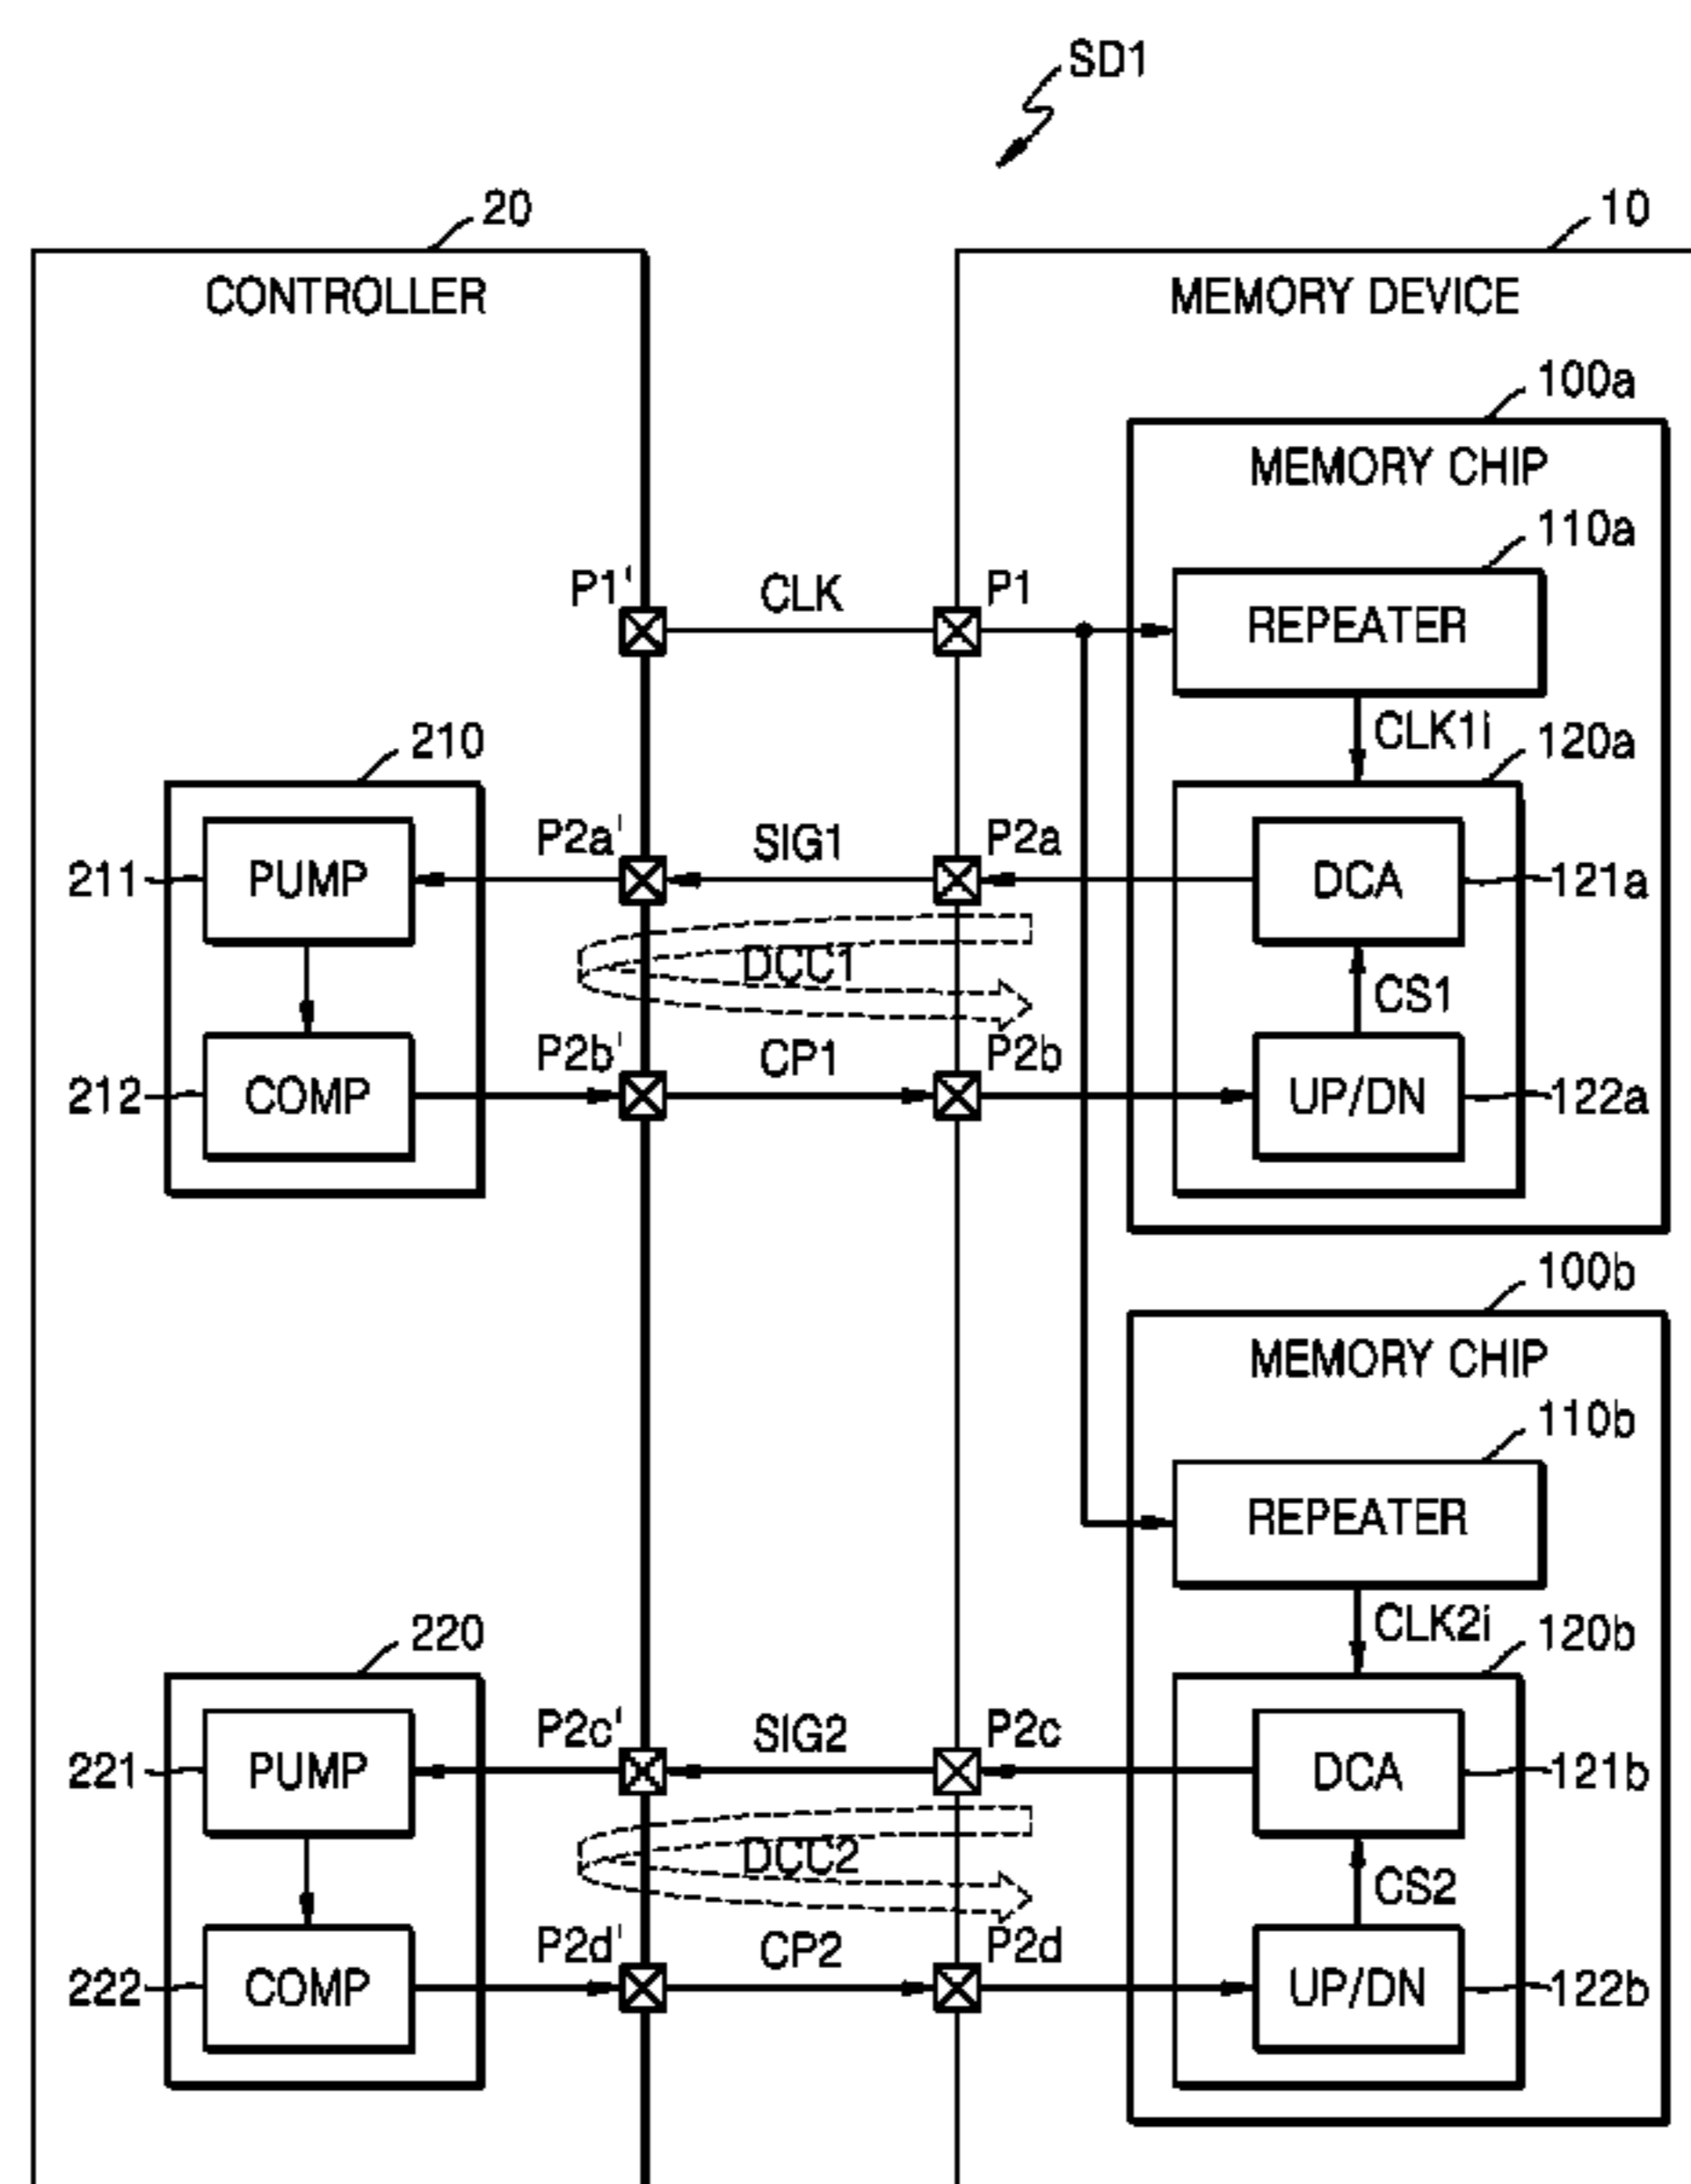 SD1
20
10
CONTROLLER
MEMORY DEVICE
100a
MEMORY CHIP
110a
P1'
CLK
P1
REPEATER
CLK1i
210
120a
P2a'
SIG1
P2a
211
PUMP
DCA
121a
DCC1
CS1
P2b'
CP1
P2b
212
COMP
UP/DN
122a
100b
MEMORY CHIP
110b
REPEATER
CLK2i
220
120b
P2c'
SIG2
P2c
221
PUMP
DCA
121b
DCC2
CS2
P2d'
CP2
P2d
222
COMP
UP/DN
122b